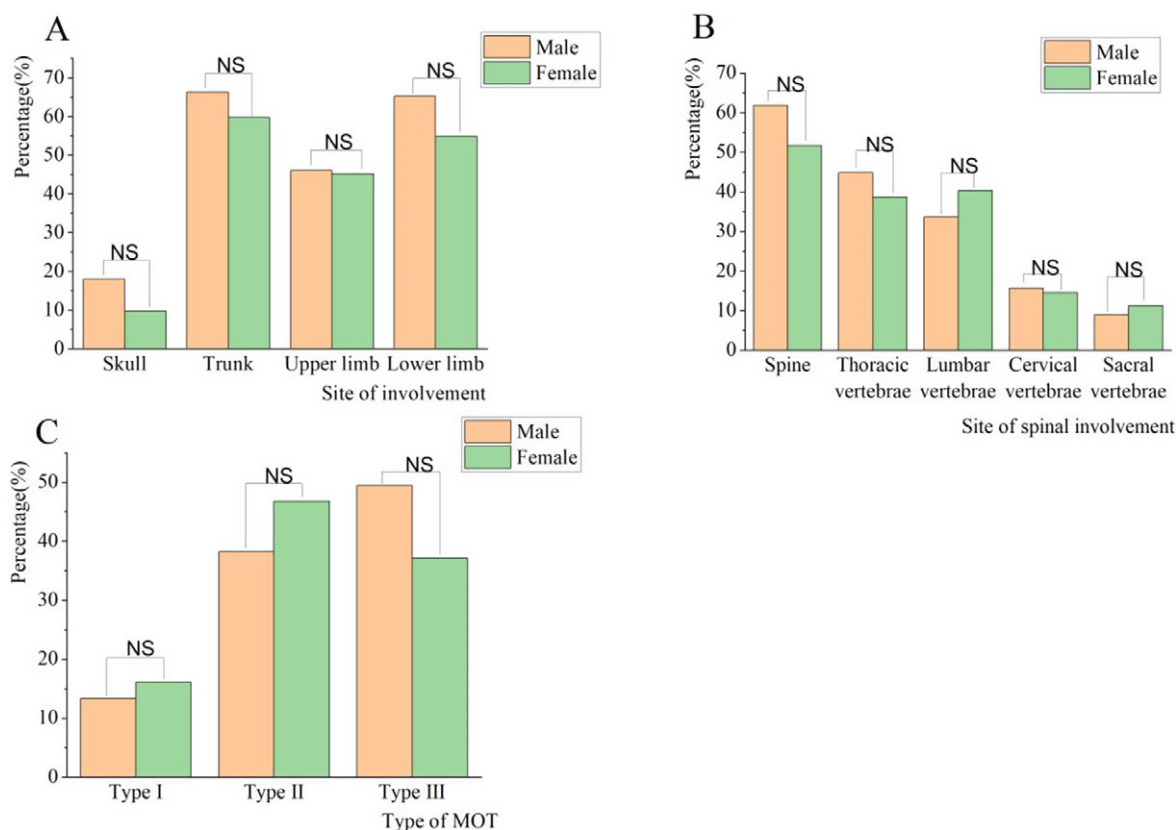 A
Male
Female
Percentage(%)
70
60
50
40
30
20
10
0
NS
NS
NS
NS
Skull
Trunk
Upper limb
Lower limb
Site of involvement
B
Male
Female
Percentage(%)
70
60
50
40
30
20
10
0
NS
NS
NS
NS
NS
Spine
Thoracic
vertebrae
Lumbar
vertebrae
Cervical
vertebrae
Sacral
vertebrae
Site of spinal involvement
C
Male
Female
Percentage(%)
50
40
30
20
10
0
NS
NS
NS
Type I
Type II
Type III
Type of MOT